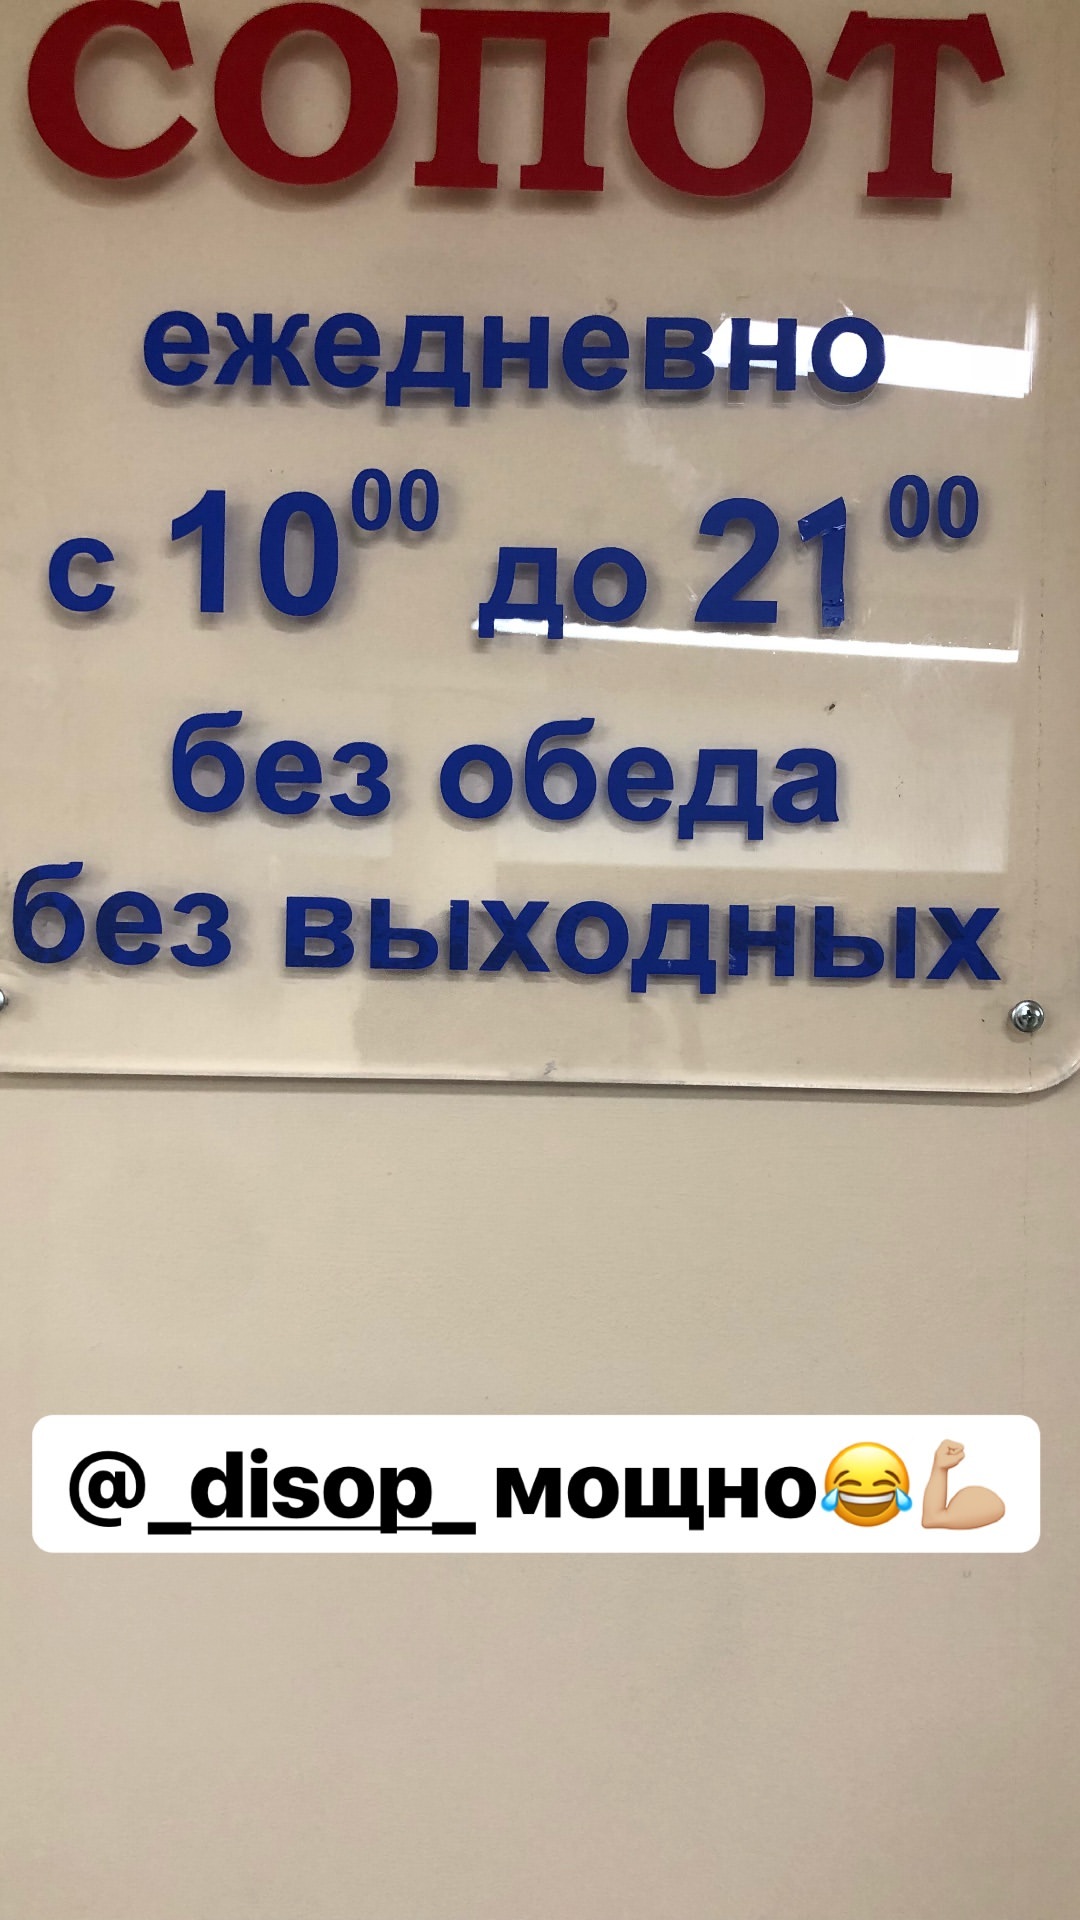 СОПОТ
ежедневно
с 10⁰⁰ до 21⁰⁰
без обеда
без выходных
@_disop_ мощно😂💪🏼